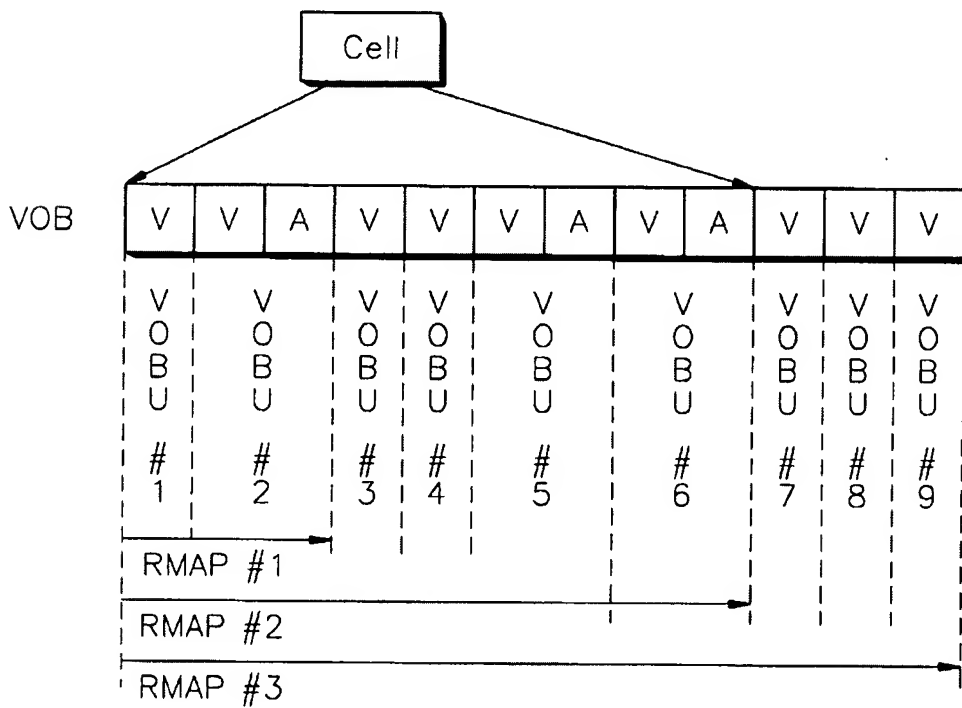 Cell
VOB V V A V V V A V A V V V
VOBU #1 VOBU #2 VOBU #3 VOBU #4 VOBU #5 VOBU #6 VOBU #7 VOBU #8 VOBU #9
RMAP #1
RMAP #2
RMAP #3